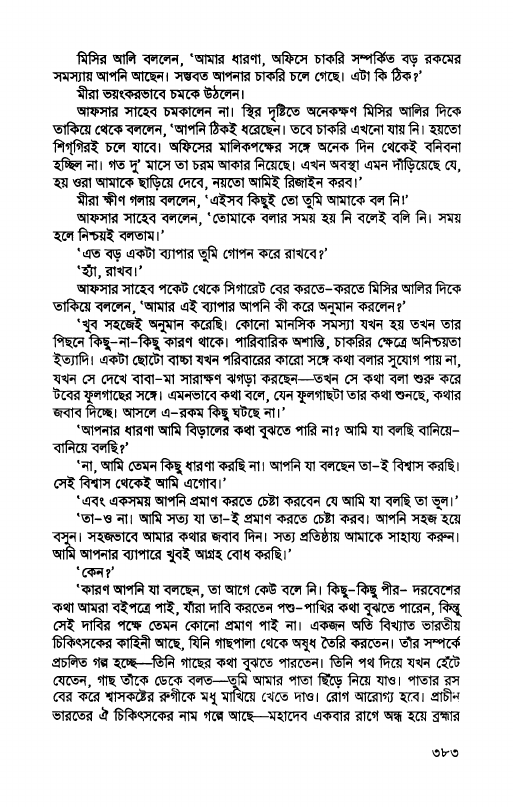 মিসির আলি বললেন, 'আমার ধারণা, অফিসে চাকরি সম্পর্কিত বড় রকমের
সমস্যায় আপনি আছেন। সম্ভবত আপনার চাকরি চলে গেছে। এটা কি ঠিক?'
মীরা ভয়ংকরভাবে চমকে উঠলেন।
আফসার সাহেব চমকালেন না। স্থির দৃষ্টিতে অনেকক্ষণ মিসির আলির দিকে
তাকিয়ে থেকে বললেন, 'আপনি ঠিকই ধরেছেন। তবে চাকরি এখনো যায় নি। হয়তো
শিগ্‌গিরই চলে যাবে। অফিসের মালিকপক্ষের সঙ্গে অনেক দিন থেকেই বনিবনা
হচ্ছিল না। গত দু' মাসে তা চরম আকার নিয়েছে। এখন অবস্থা এমন দাঁড়িয়েছে যে,
হয় ওরা আমাকে ছাড়িয়ে দেবে, নয়তো আমিই রিজাইন করব।'
মীরা ক্ষীণ গলায় বললেন, 'এইসব কিছুই তো তুমি আমাকে বল নি!'
আফসার সাহেব বললেন, 'তোমাকে বলার সময় হয় নি বলেই বলি নি। সময়
হলে নিশ্চয়ই বলতাম।'
'এত বড় একটা ব্যাপার তুমি গোপন করে রাখবে?'
'হ্যাঁ, রাখব।'
আফসার সাহেব পকেট থেকে সিগারেট বের করতে-করতে মিসির আলির দিকে
তাকিয়ে বললেন, 'আমার এই ব্যাপার আপনি কী করে অনুমান করলেন?'
'খুব সহজেই অনুমান করেছি। কোনো মানসিক সমস্যা যখন হয় তখন তার
পিছনে কিছু-না-কিছু কারণ থাকে। পারিবারিক অশান্তি, চাকরির ক্ষেত্রে অনিশ্চয়তা
ইত্যাদি। একটা ছোটো বাচ্চা যখন পরিবারের কারো সঙ্গে কথা বলার সুযোগ পায় না,
যখন সে দেখে বাবা-মা সারাক্ষণ ঝগড়া করছেন—তখন সে কথা বলা শুরু করে
টবের ফুলগাছের সঙ্গে। এমনভাবে কথা বলে, যেন ফুলগাছটা তার কথা শুনছে, কথার
জবাব দিচ্ছে। আসলে এ-রকম কিছু ঘটছে না।'
'আপনার ধারণা আমি বিড়ালের কথা বুঝতে পারি না? আমি যা বলছি বানিয়ে-
বানিয়ে বলছি?'
'না, আমি তেমন কিছু ধারণা করছি না। আপনি যা বলছেন তা-ই বিশ্বাস করছি।
সেই বিশ্বাস থেকেই আমি এগোব।'
'এবং একসময় আপনি প্রমাণ করতে চেষ্টা করবেন যে আমি যা বলছি তা ভুল।'
'তা-ও না। আমি সত্য যা তা-ই প্রমাণ করতে চেষ্টা করব। আপনি সহজ হয়ে
বসুন। সহজভাবে আমার কথার জবাব দিন। সত্য প্রতিষ্ঠায় আমাকে সাহায্য করুন।
আমি আপনার ব্যাপারে খুবই আগ্রহ বোধ করছি।'
'কেন?'
'কারণ আপনি যা বলছেন, তা আগে কেউ বলে নি। কিছু-কিছু পীর- দরবেশের
কথা আমরা বইপত্রে পাই, যাঁরা দাবি করতেন পশু-পাখির কথা বুঝতে পারেন, কিন্তু
সেই দাবির পক্ষে তেমন কোনো প্রমাণ পাই না। একজন অতি বিখ্যাত ভারতীয়
চিকিৎসকের কাহিনী আছে, যিনি গাছপালা থেকে অষুধ তৈরি করতেন। তাঁর সম্পর্কে
প্রচলিত গল্প হচ্ছে—তিনি গাছের কথা বুঝতে পারতেন। তিনি পথ দিয়ে যখন হেঁটে
যেতেন, গাছ তাঁকে ডেকে বলত—তুমি আমার পাতা ছিঁড়ে নিয়ে যাও। পাতার রস
বের করে শ্বাসকষ্টের রুগীকে মধু মাখিয়ে খেতে দাও। রোগ আরোগ্য হবে। প্রাচীন
ভারতের ঐ চিকিৎসকের নাম গল্পে আছে—মহাদেব একবার রাগে অন্ধ হয়ে ব্রহ্মার
৩৮৩